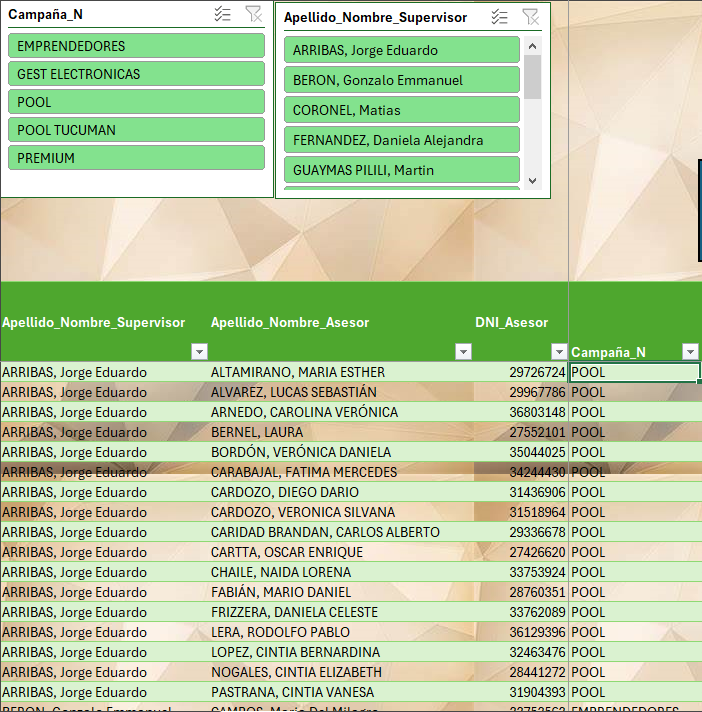 Campaña_N
EMPRENDEDORES
GEST ELECTRONICAS
POOL
POOL TUCUMAN
PREMIUM
Apellido_Nombre_Supervisor
ARRIBAS, Jorge Eduardo
BERON, Gonzalo Emmanuel
CORONEL, Matias
FERNANDEZ, Daniela Alejandra
GUAYMAS PILILI, Martin
Apellido_Nombre_Supervisor Apellido_Nombre_Asesor DNI_Asesor Campaña_N
ARRIBAS, Jorge Eduardo ALTAMIRANO, MARIA ESTHER 29726724 POOL
ARRIBAS, Jorge Eduardo ALVAREZ, LUCAS SEBASTIÁN 29967786 POOL
ARRIBAS, Jorge Eduardo ARNEDO, CAROLINA VERÓNICA 36803148 POOL
ARRIBAS, Jorge Eduardo BERNEL, LAURA 27552101 POOL
ARRIBAS, Jorge Eduardo BORDÓN, VERÓNICA DANIELA 35044025 POOL
ARRIBAS, Jorge Eduardo CARABAJAL, FATIMA MERCEDES 34244430 POOL
ARRIBAS, Jorge Eduardo CARDOZO, DIEGO DARIO 31436906 POOL
ARRIBAS, Jorge Eduardo CARDOZO, VERONICA SILVANA 31518964 POOL
ARRIBAS, Jorge Eduardo CARIDAD BRANDAN, CARLOS ALBERTO 29336678 POOL
ARRIBAS, Jorge Eduardo CARTTA, OSCAR ENRIQUE 27426620 POOL
ARRIBAS, Jorge Eduardo CHAILE, NAIDA LORENA 33753924 POOL
ARRIBAS, Jorge Eduardo FABIÁN, MARIO DANIEL 28760351 POOL
ARRIBAS, Jorge Eduardo FRIZZERA, DANIELA CELESTE 33762089 POOL
ARRIBAS, Jorge Eduardo LERA, RODOLFO PABLO 36129396 POOL
ARRIBAS, Jorge Eduardo LOPEZ, CINTIA BERNARDINA 32463476 POOL
ARRIBAS, Jorge Eduardo NOGALES, CINTIA ELIZABETH 28441272 POOL
ARRIBAS, Jorge Eduardo PASTRANA, CINTIA VANESA 31904393 POOL
BERON, Gonzalo Emmanuel CAMPOS, Maria Del Milagro EMPRENDEDORES